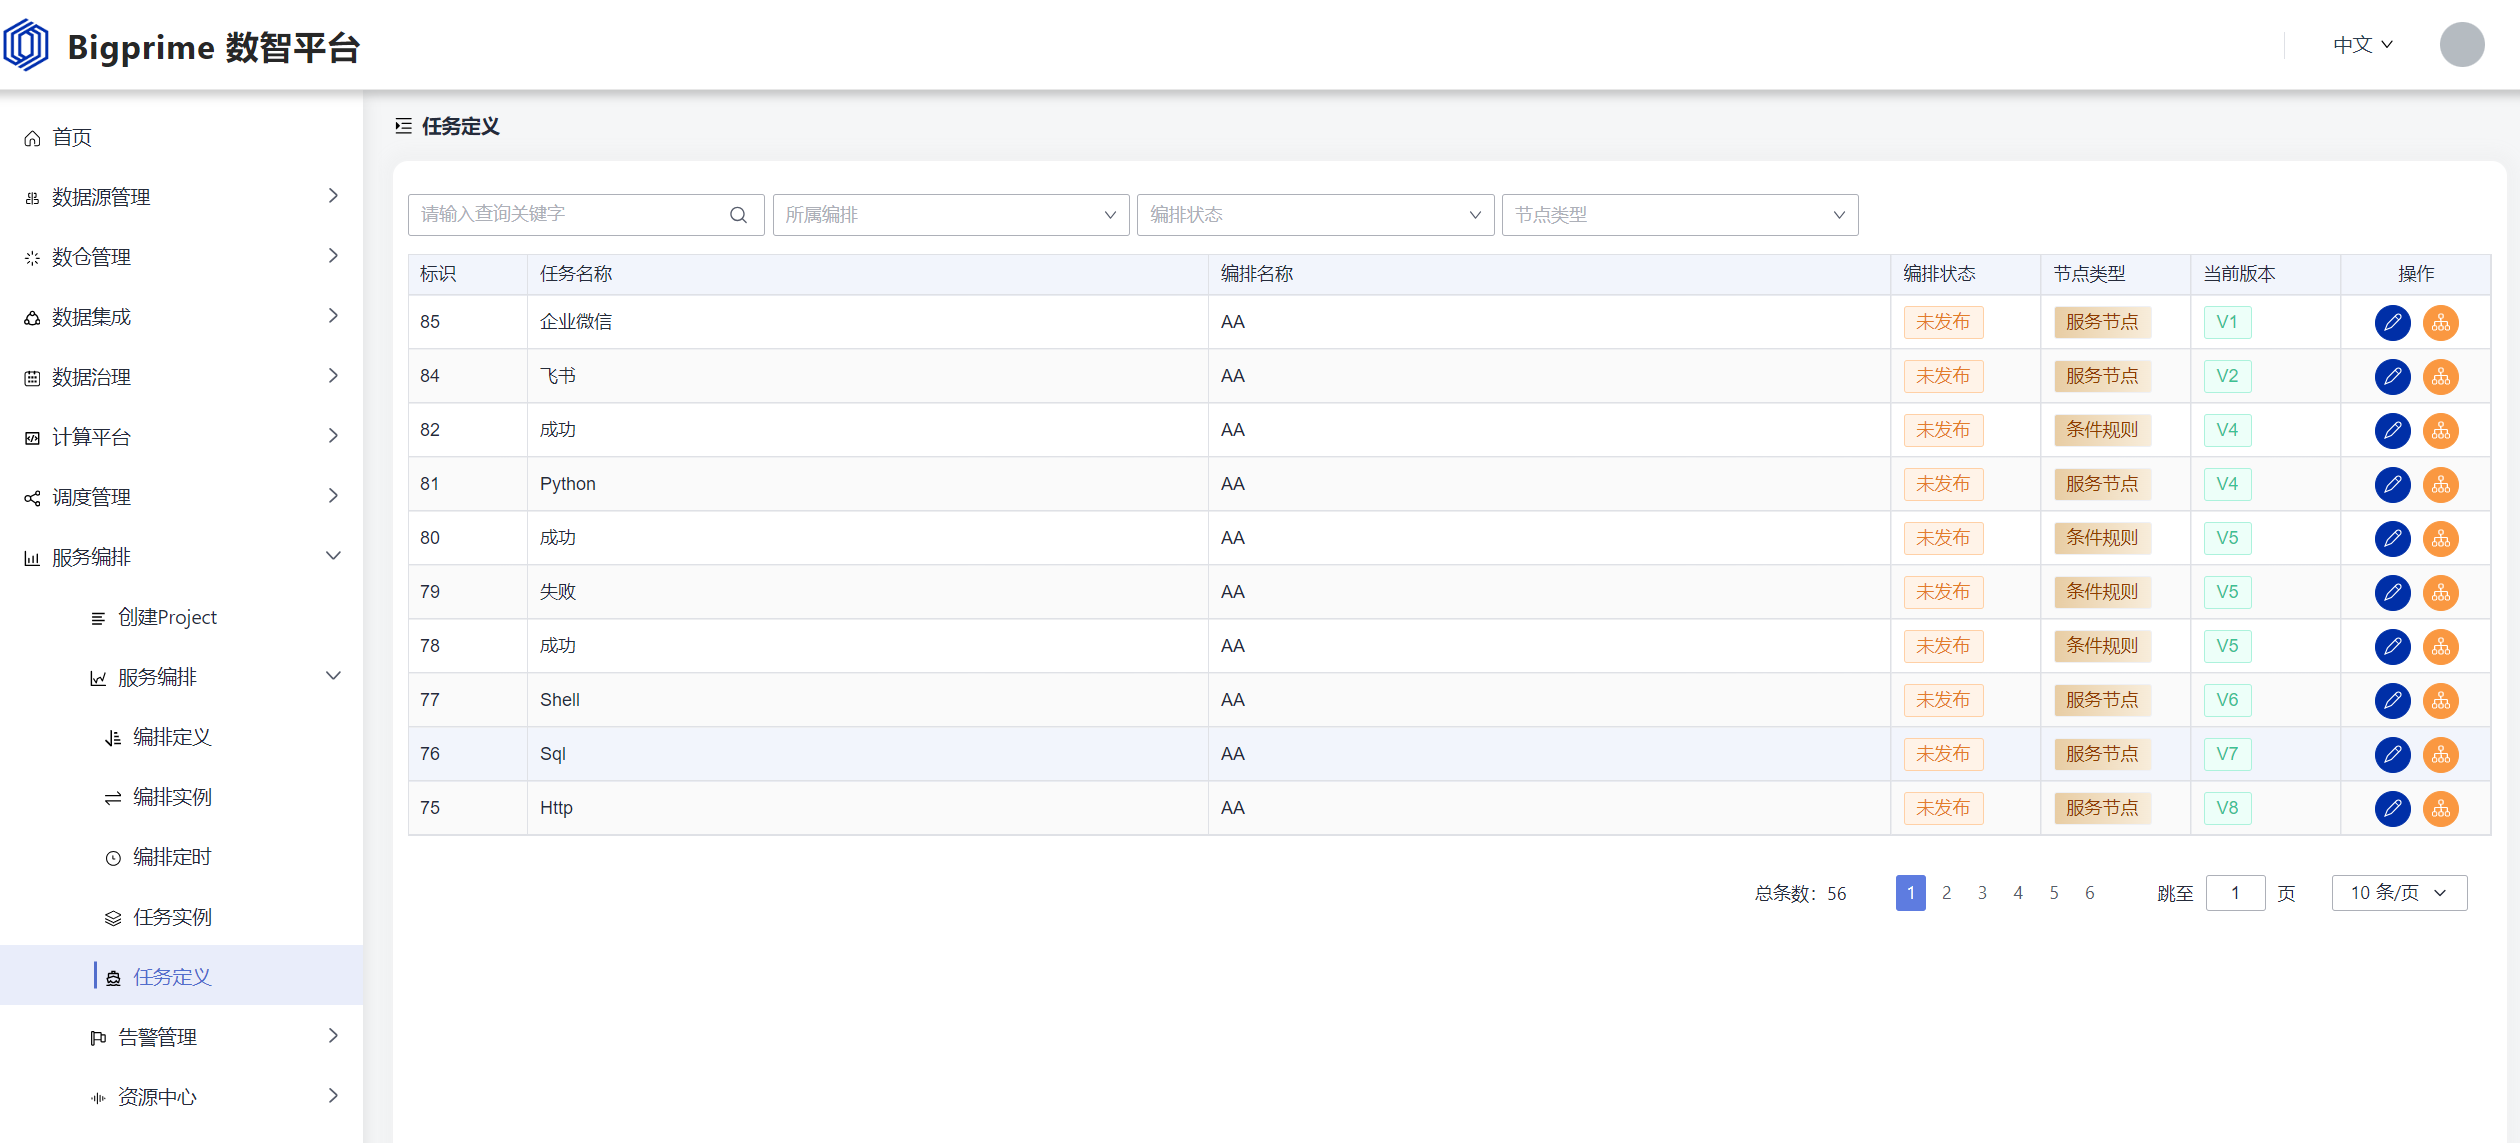 Bigprime 数智平台
中文
首页
数据源管理
数仓管理
数据集成
数据治理
计算平台
调度管理
服务编排
创建Project
服务编排
编排定义
编排实例
编排定时
任务实例
任务定义
告警管理
资源中心
任务定义
请输入查询关键字 所属编排 编排状态 节点类型
标识 任务名称 编排名称 编排状态 节点类型 当前版本 操作
85 企业微信 AA 未发布 服务节点 V1
84 飞书 AA 未发布 服务节点 V2
82 成功 AA 未发布 条件规则 V4
81 Python AA 未发布 服务节点 V4
80 成功 AA 未发布 条件规则 V5
79 失败 AA 未发布 条件规则 V5
78 成功 AA 未发布 条件规则 V5
77 Shell AA 未发布 服务节点 V6
76 Sql AA 未发布 服务节点 V7
75 Http AA 未发布 服务节点 V8
总条数：56 1 2 3 4 5 6 跳至 1 页 10 条/页